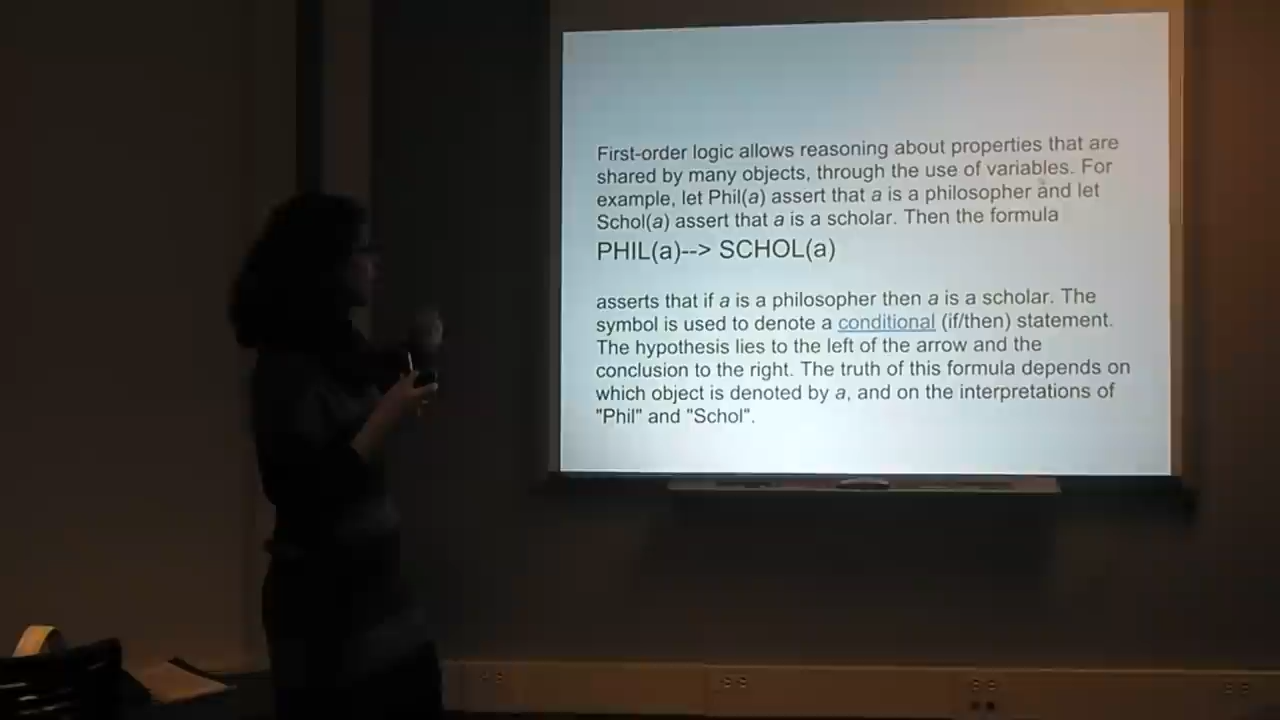 First-order logic allows reasoning about properties that are
shared by many objects, through the use of variables. For
example, let Phil(a) assert that a is a philosopher and let
Schol(a) assert that a is a scholar. Then the formula
PHIL(a)--> SCHOL(a)
asserts that if a is a philosopher then a is a scholar. The
symbol is used to denote a conditional (if/then) statement.
The hypothesis lies to the left of the arrow and the
conclusion to the right. The truth of this formula depends on
which object is denoted by a, and on the interpretations of
"Phil" and "Schol".